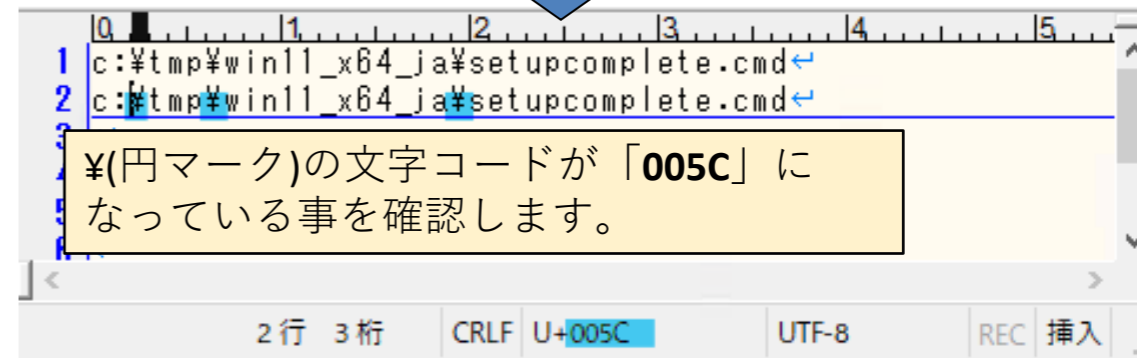 0 1 2 3 4 5
1 c:¥tmp¥win11_x64_ja¥setupcomplete.cmd↵
2 c:¥tmp¥win11_x64_ja¥setupcomplete.cmd↵
¥(円マーク)の文字コードが「005C」に
なっている事を確認します。
2行 3桁 CRLF U+005C UTF-8 REC 挿入